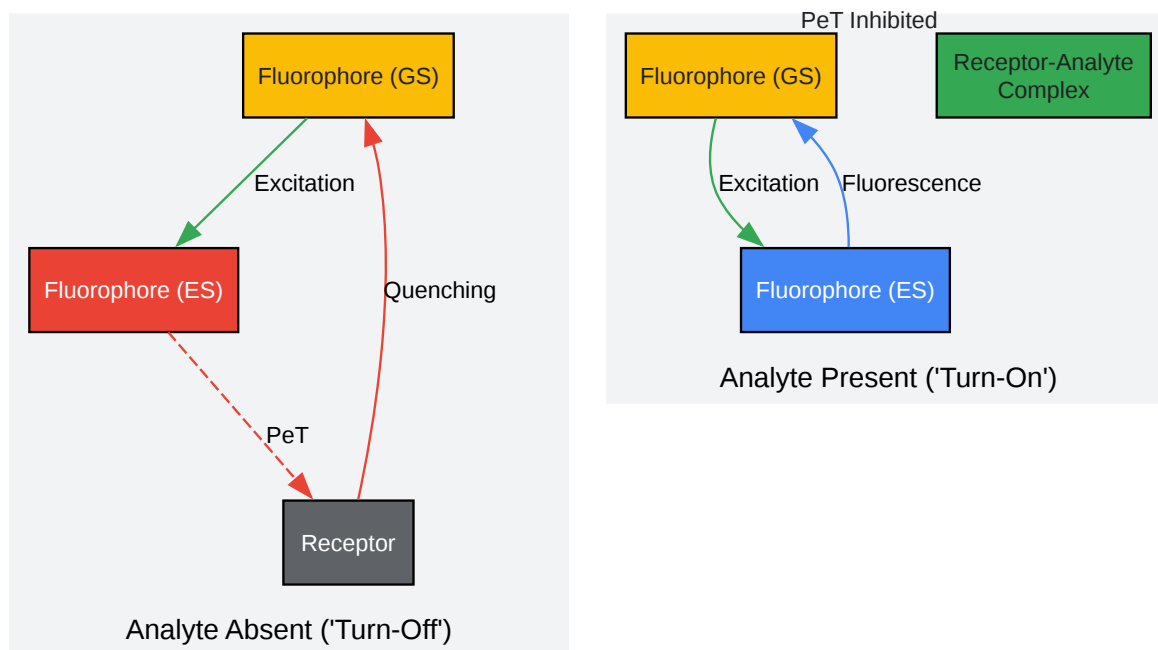 Fluorophore (GS)
Excitation
Fluorophore (ES)
Quenching
PeT
Receptor
Analyte Absent ('Turn-Off')
PeT Inhibited
Fluorophore (GS)
Receptor-Analyte
Complex
Excitation
Fluorescence
Fluorophore (ES)
Analyte Present ('Turn-On')